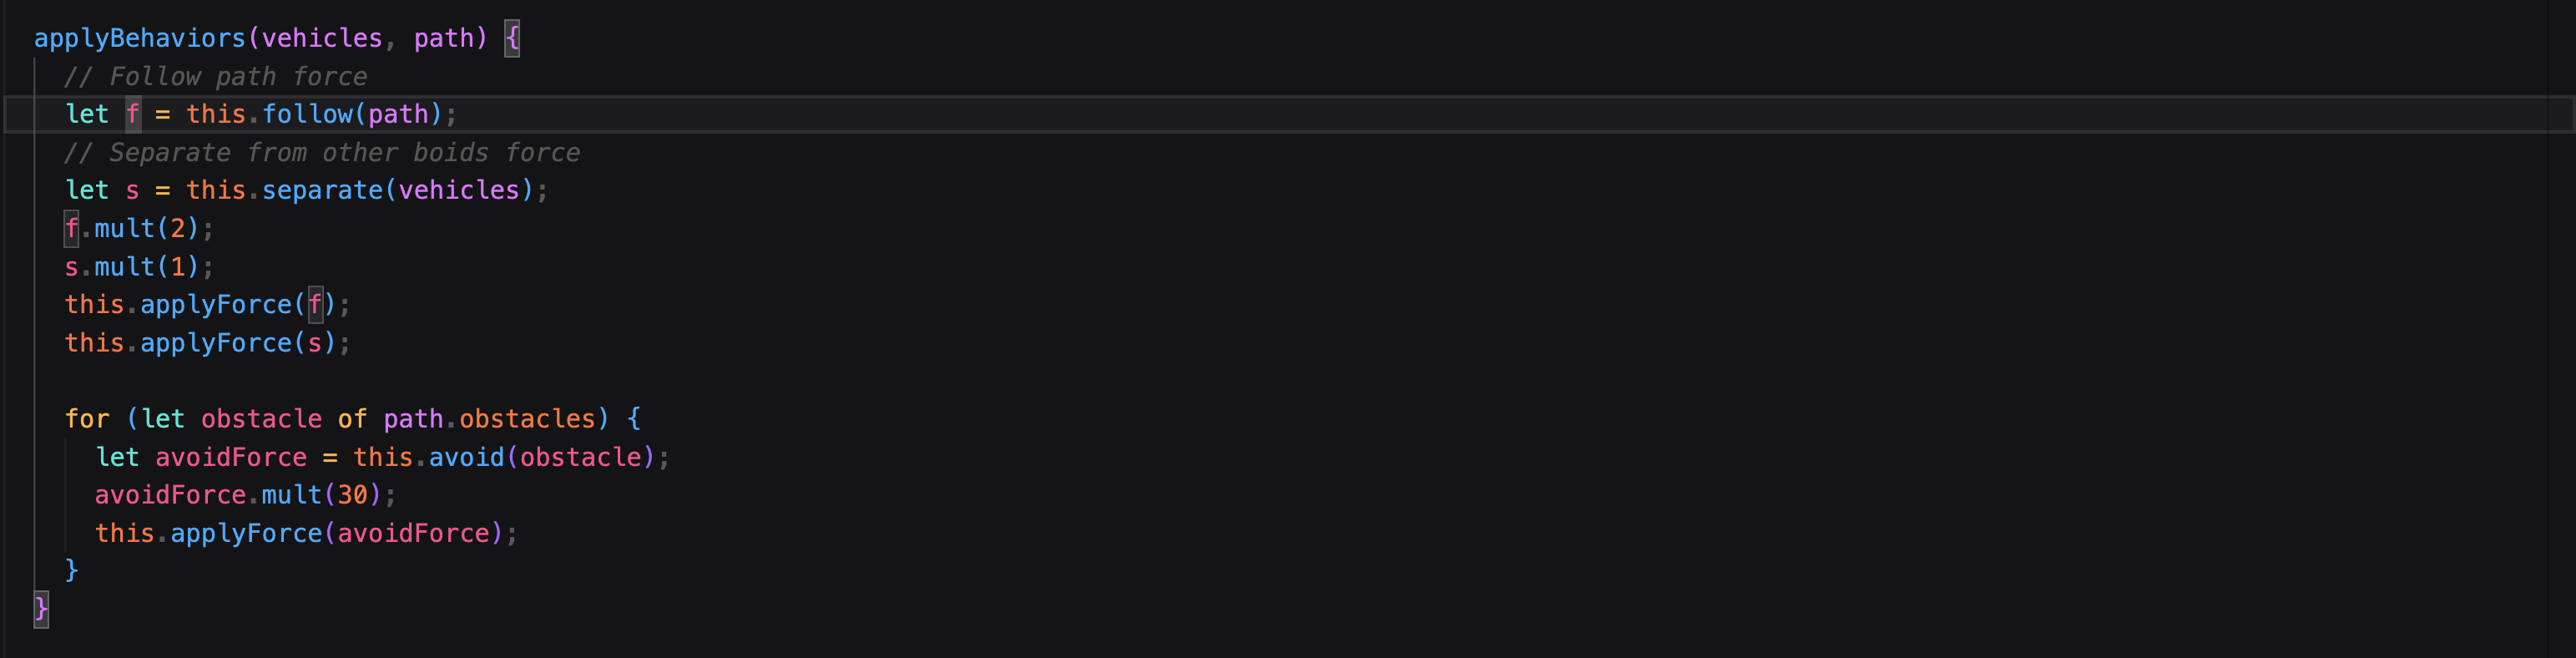 applyBehaviors(vehicles, path) {
// Follow path force
let f = this.follow(path);
// Separate from other boids force
let s = this.separate(vehicles);
f.mult(2);
s.mult(1);
this.applyForce(f);
this.applyForce(s);
for (let obstacle of path.obstacles) {
let avoidForce = this.avoid(obstacle);
avoidForce.mult(30);
this.applyForce(avoidForce);
}
}